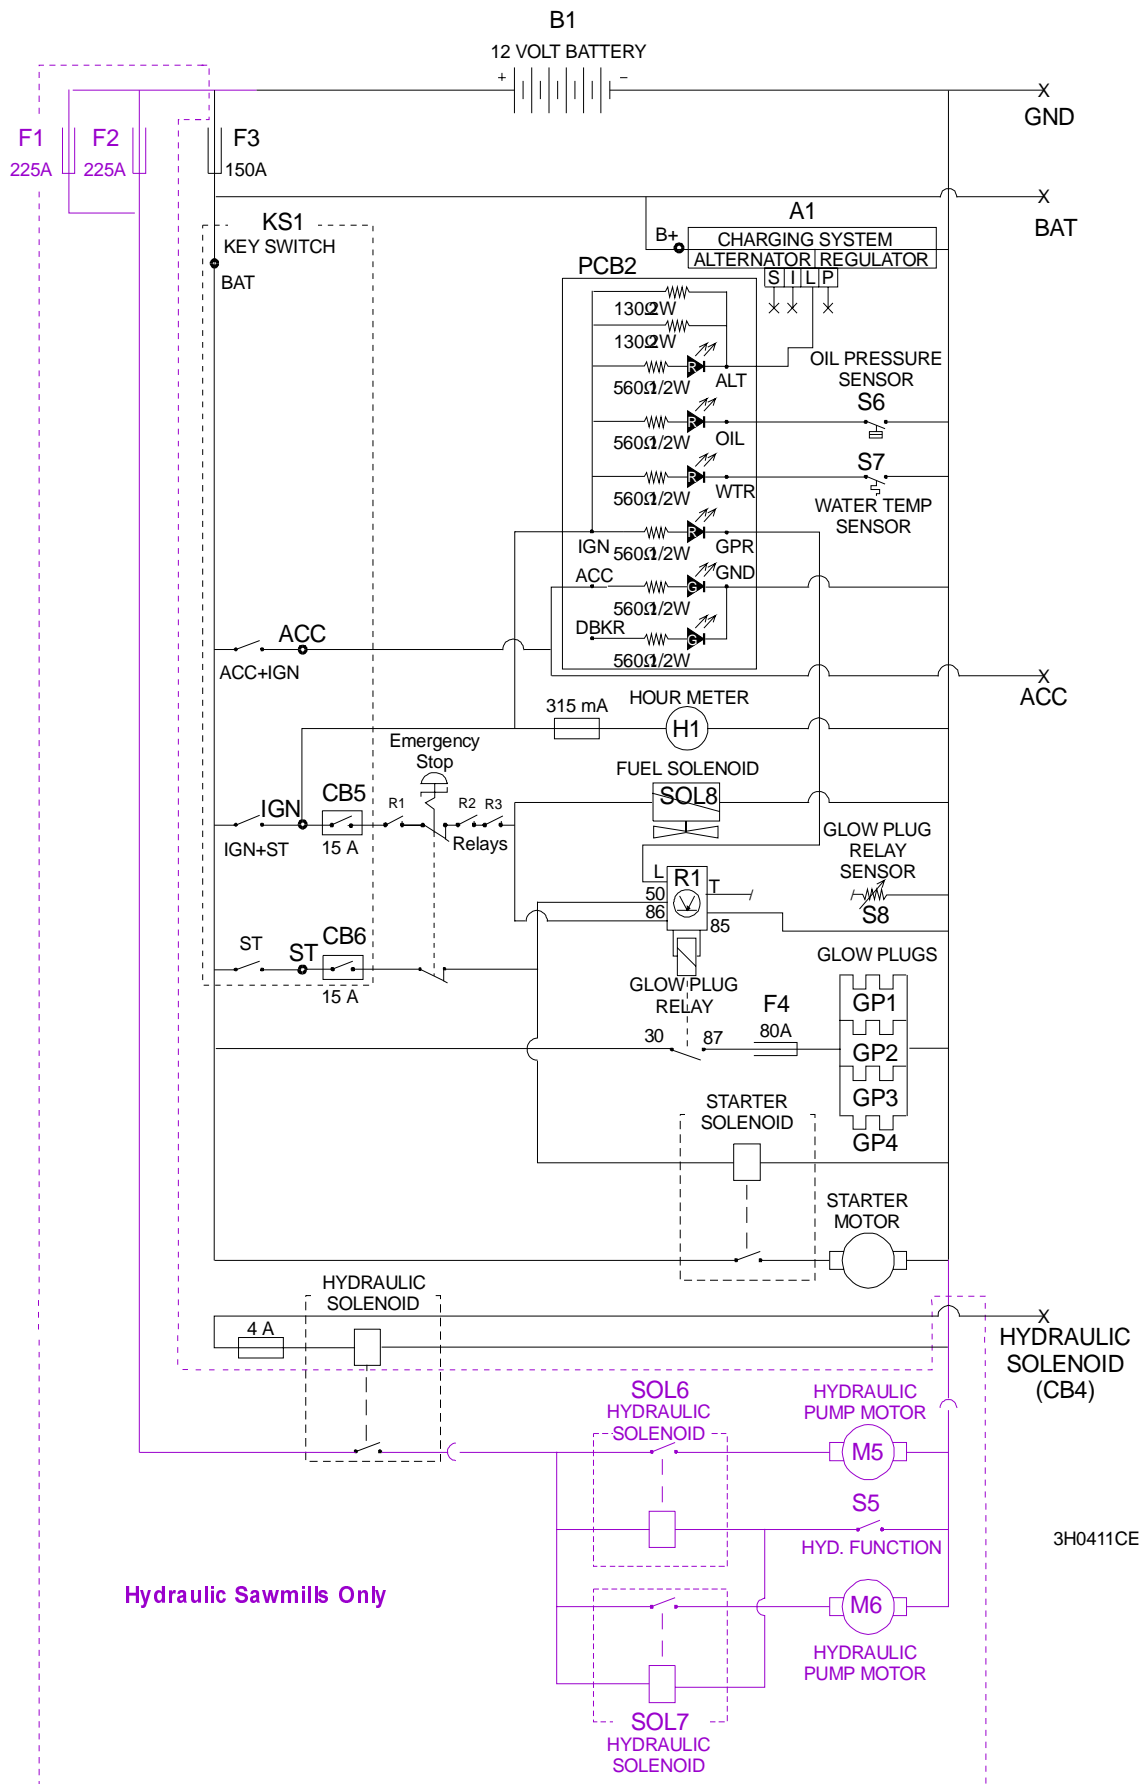 B1
12 VOLT BATTERY
+ −
X
GND
F1
225A
F2
225A
F3
150A
X
BAT
KS1
KEY SWITCH
BAT
A1
B+
CHARGING SYSTEM
ALTERNATOR REGULATOR
S I L P
PCB2
130Ω2W
130Ω2W
R
560Ω1/2W
ALT
OIL PRESSURE
SENSOR
S6
R
560Ω1/2W
OIL
S7
R
560Ω1/2W
WTR
WATER TEMP
SENSOR
IGN
R
560Ω1/2W
GPR
ACC
G
560Ω1/2W
GND
DBKR
G
560Ω1/2W
ACC
ACC+IGN
X
ACC
315 mA
HOUR METER
H1
Emergency
Stop
FUEL SOLENOID
SOL8
IGN
IGN+ST
CB5
15 A
R1
R2
R3
Relays
GLOW PLUG
RELAY
SENSOR
S8
L
50
86
R1
T
85
ST
ST
CB6
15 A
GLOW PLUG
RELAY
GLOW PLUGS
GP1
GP2
GP3
GP4
30
87
F4
80A
STARTER
SOLENOID
STARTER
MOTOR
HYDRAULIC
SOLENOID
4 A
X
HYDRAULIC
SOLENOID
(CB4)
SOL6
HYDRAULIC
SOLENOID
HYDRAULIC
PUMP MOTOR
M5
S5
HYD. FUNCTION
3H0411CE
Hydraulic Sawmills Only
M6
HYDRAULIC
PUMP MOTOR
SOL7
HYDRAULIC
SOLENOID